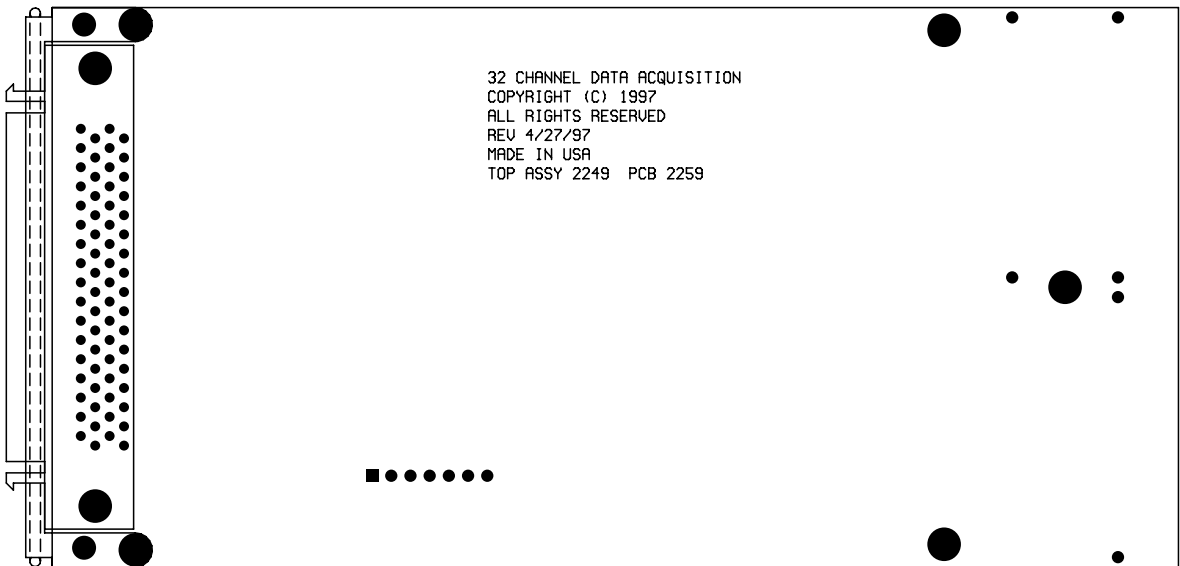 32 CHANNEL DATA ACQUISITION
COPYRIGHT (C) 1997
ALL RIGHTS RESERVED
REV 4/27/97
MADE IN USA
TOP ASSY 2249 PCB 2259